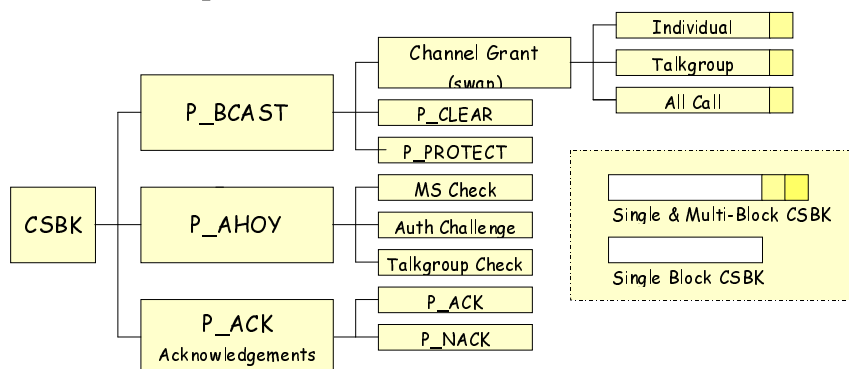 CSBK
P_BCAST
Channel Grant
(swap)
Individual
Talkgroup
All Call
P_CLEAR
P_PROTECT
P_AHOY
MS Check
Auth Challenge
Talkgroup Check
P_ACK
Acknowledgements
P_ACK
P_NACK
Single & Multi-Block CSBK
Single Block CSBK